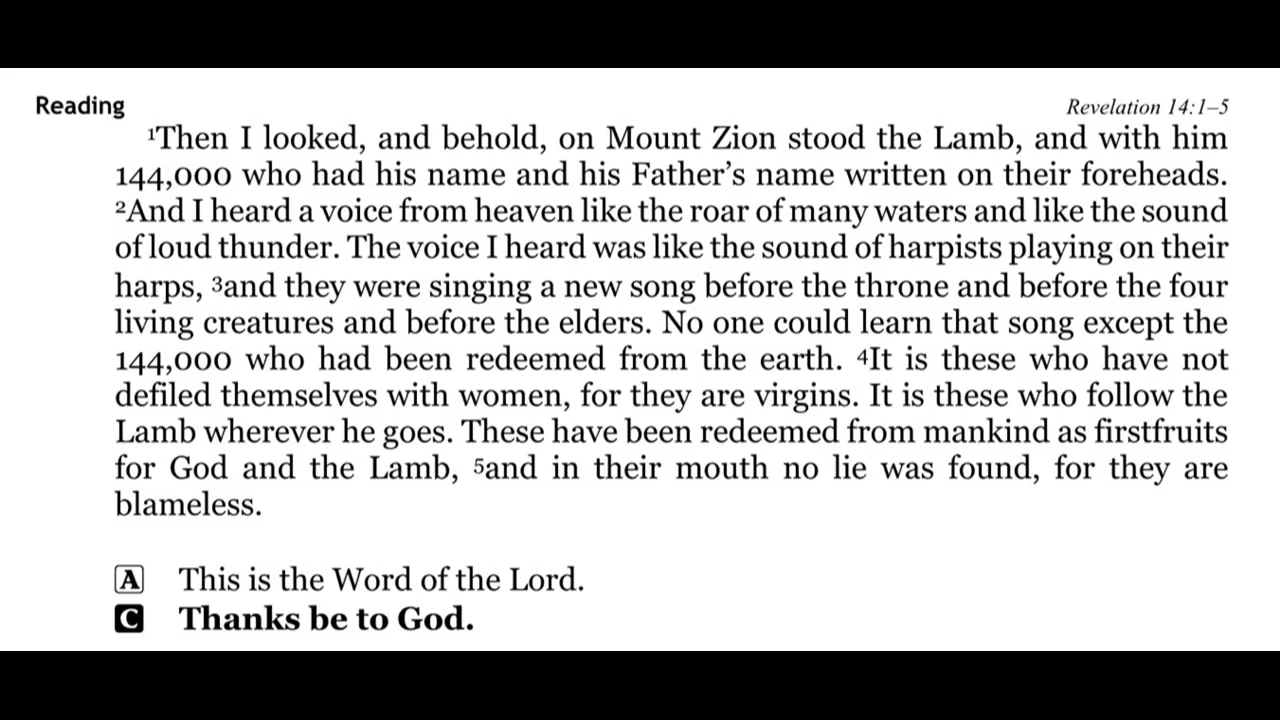 Reading Revelation 14:1–5
¹Then I looked, and behold, on Mount Zion stood the Lamb, and with him
144,000 who had his name and his Father’s name written on their foreheads.
²And I heard a voice from heaven like the roar of many waters and like the sound
of loud thunder. The voice I heard was like the sound of harpists playing on their
harps, ³and they were singing a new song before the throne and before the four
living creatures and before the elders. No one could learn that song except the
144,000 who had been redeemed from the earth. ⁴It is these who have not
defiled themselves with women, for they are virgins. It is these who follow the
Lamb wherever he goes. These have been redeemed from mankind as firstfruits
for God and the Lamb, ⁵and in their mouth no lie was found, for they are
blameless.
A This is the Word of the Lord.
C Thanks be to God.